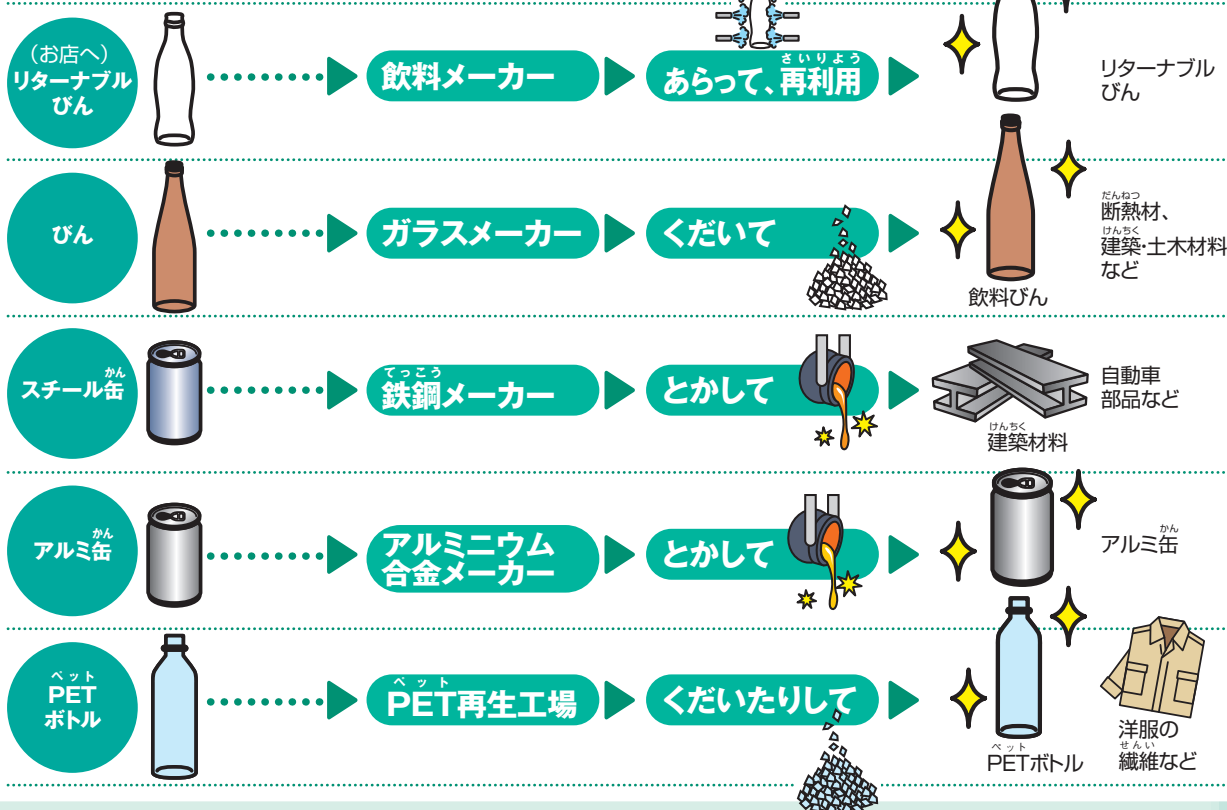 (お店へ)
リターナブル
びん
飲料メーカー
さいりよう
あらって、再利用
リターナブル
びん
びん
ガラスメーカー
くだいて
飲料びん
だんねつ
断熱材、
けんちく
建築・土木材料
など
かん
スチール缶
てっこう
鉄鋼メーカー
とかして
けんちく
建築材料
自動車
部品など
かん
アルミ缶
アルミニウム
合金メーカー
とかして
かん
アルミ缶
ペット
PET
ボトル
ペット
PET再生工場
くだいたりして
ペット
PETボトル
洋服の
せんい
繊維など